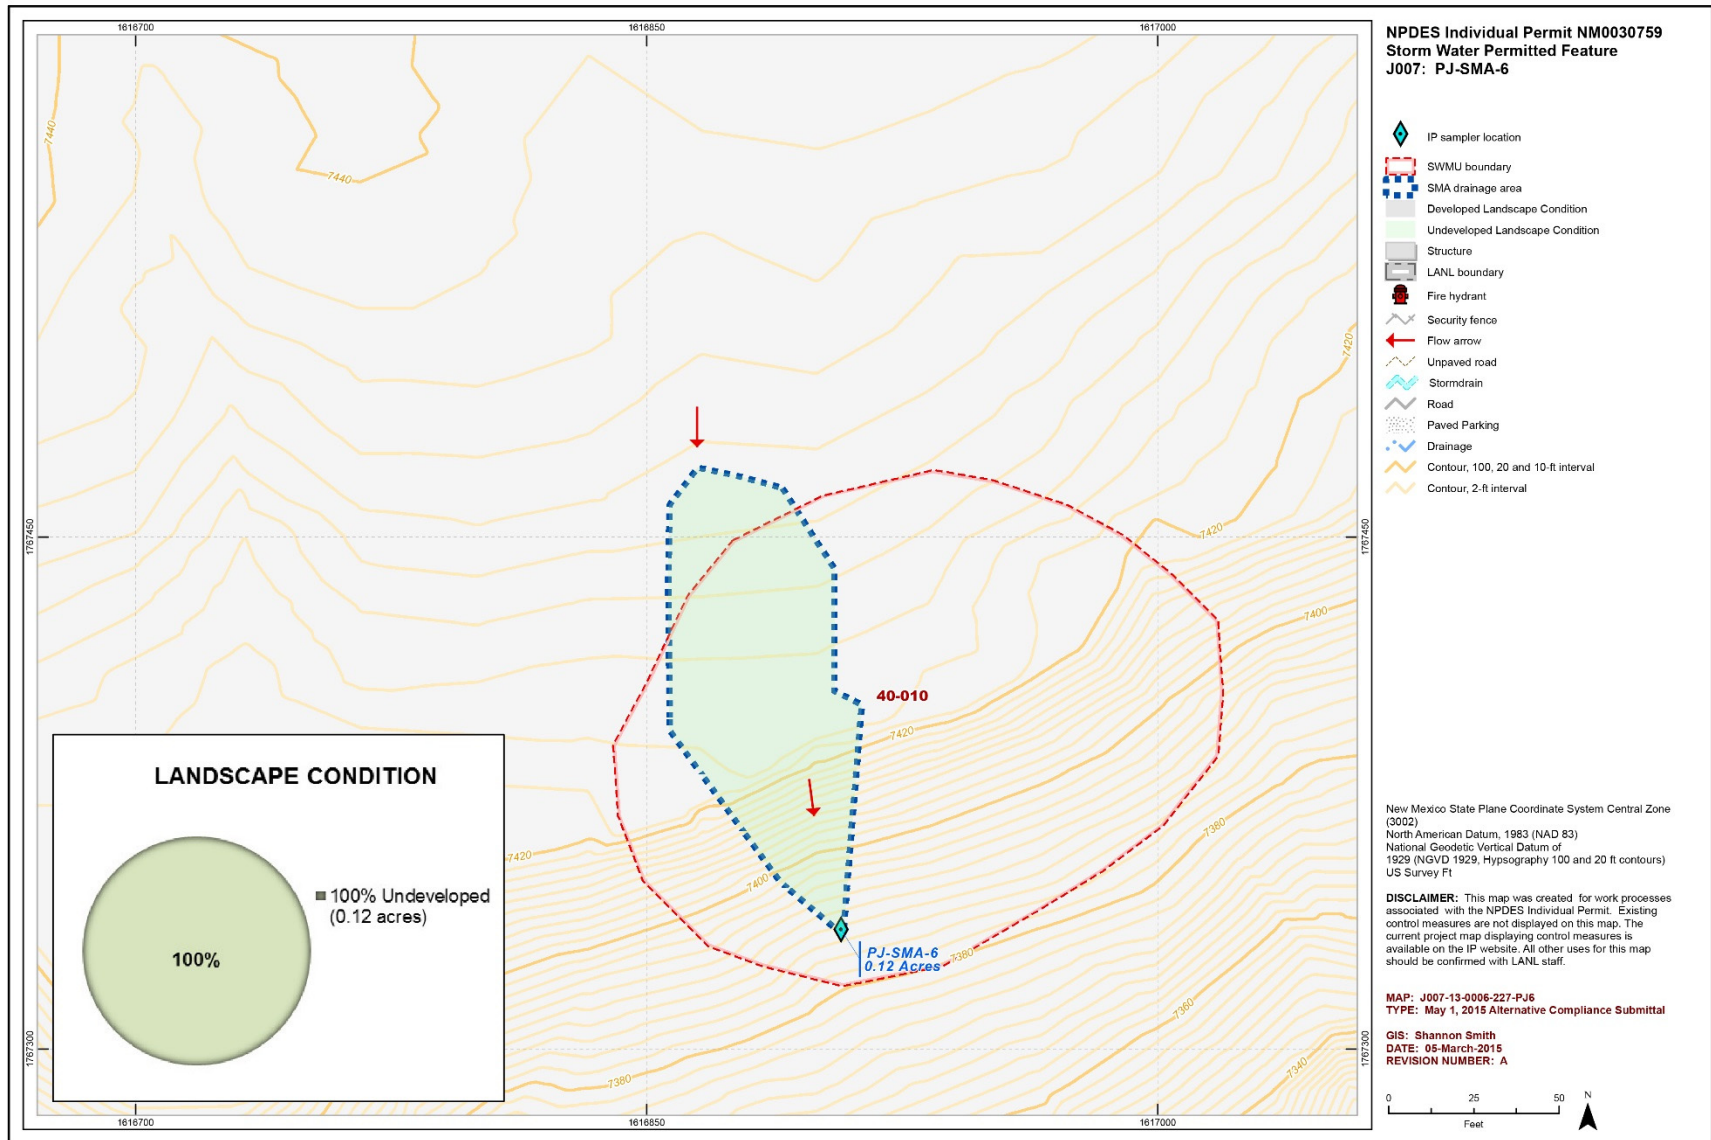 1616700
1616850
1617000
NPDES Individual Permit NM0030759
Storm Water Permitted Feature
J007: PJ-SMA-6
IP sampler location
SWMU boundary
SMA drainage area
Developed Landscape Condition
Undeveloped Landscape Condition
Structure
LANL boundary
Fire hydrant
Security fence
Flow arrow
Unpaved road
Stormdrain
Road
Paved Parking
Drainage
Contour, 100, 20 and 10-ft interval
Contour, 2-ft interval
7440
7440
7420
1767450
1767450
7420
7400
40-010
7420
7420
7400
7380
7380
7360
7340
7380
PJ-SMA-6
0.12 Acres
LANDSCAPE CONDITION
100% Undeveloped
(0.12 acres)
100%
1767300
1767300
1616700
1616850
1617000
New Mexico State Plane Coordinate System Central Zone
(3002)
North American Datum, 1983 (NAD 83)
National Geodetic Vertical Datum of
1929 (NGVD 1929, Hypsography 100 and 20 ft contours)
US Survey Ft
DISCLAIMER: This map was created for work processes
associated with the NPDES Individual Permit. Existing
control measures are not displayed on this map. The
current project map displaying control measures is
available on the IP website. All other uses for this map
should be confirmed with LANL staff.
MAP: J007-13-0006-227-PJ6
TYPE: May 1, 2015 Alternative Compliance Submittal
GIS: Shannon Smith
DATE: 05-March-2015
REVISION NUMBER: A
0 25 50
Feet
N